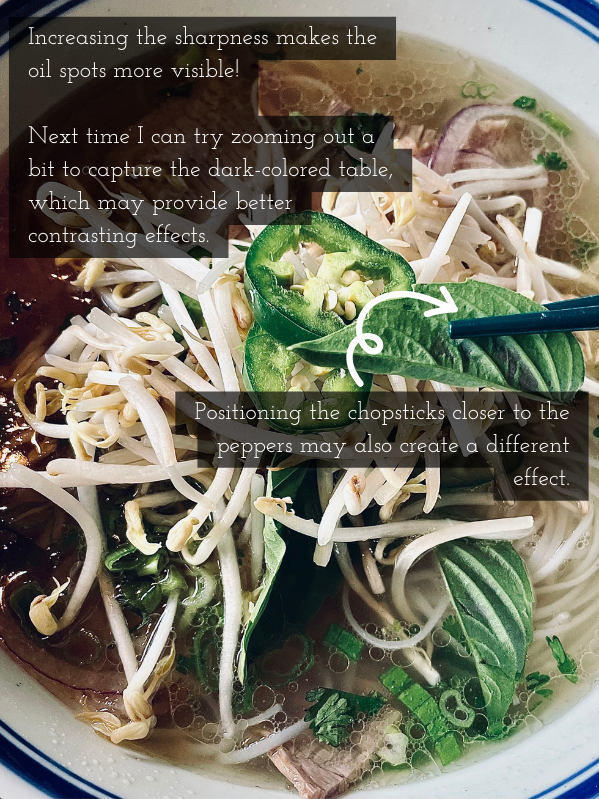 Increasing the sharpness makes the
oil spots more visible!
Next time I can try zooming out a
bit to capture the dark-colored table,
which may provide better
contrasting effects.
Positioning the chopsticks closer to the
peppers may also create a different
effect.